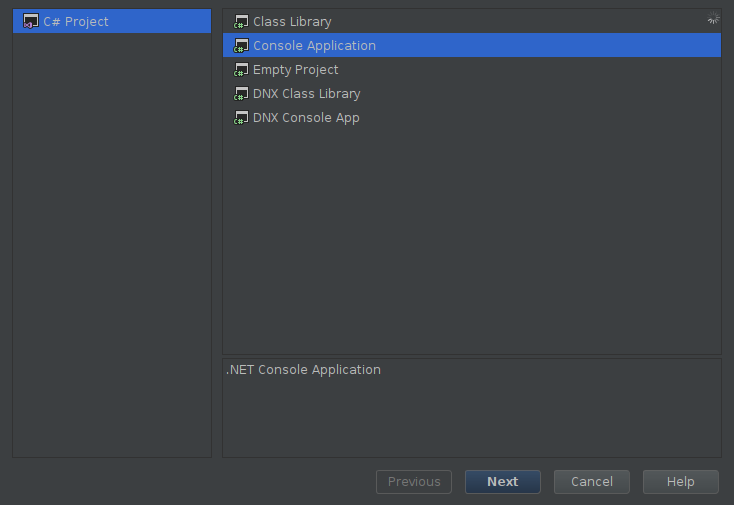 C# Project
Class Library
Console Application
Empty Project
DNX Class Library
DNX Console App
.NET Console Application
Previous
Next
Cancel
Help